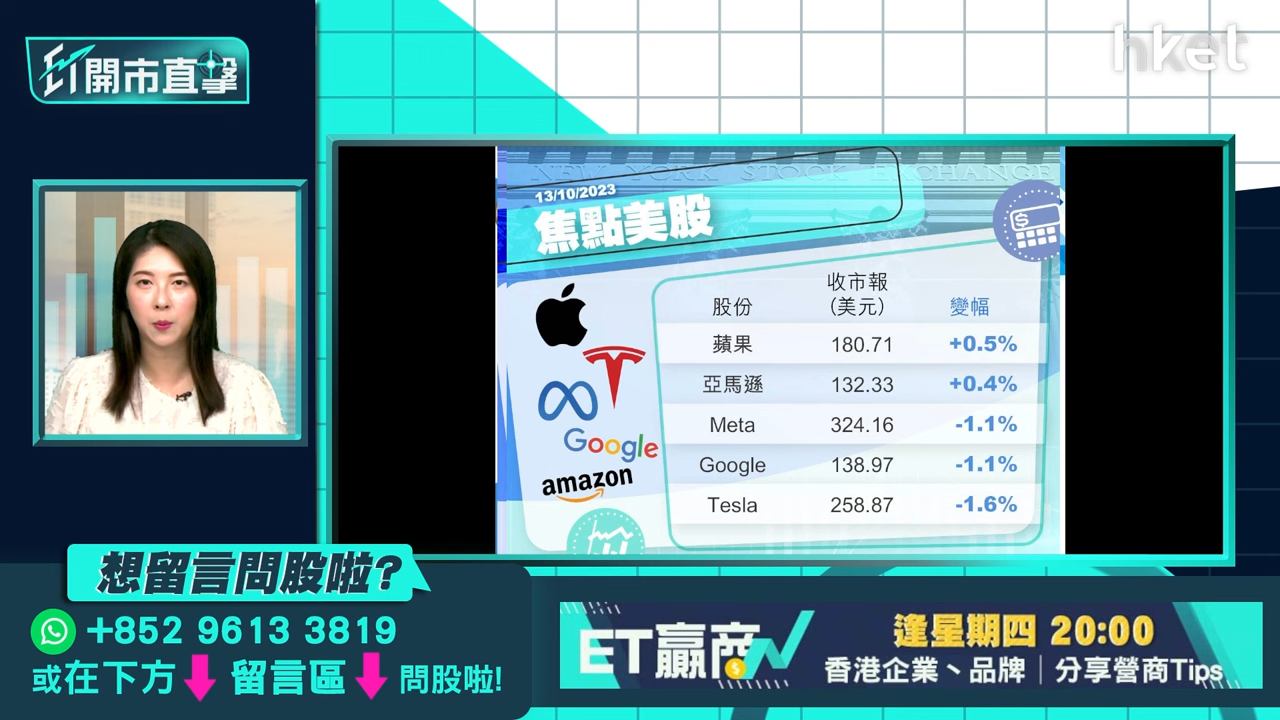 ET開市直擊
hket
NEW YORK STOCK EXCHANGE
13/10/2023
焦點美股
股份 收市報 (美元) 變幅
蘋果 180.71 +0.5%
亞馬遜 132.33 +0.4%
Meta 324.16 -1.1%
Google 138.97 -1.1%
Tesla 258.87 -1.6%
Google
amazon
想留言問股啦?
+852 9613 3819
或在下方 留言區 問股啦!
ET贏商
逢星期四 20:00
香港企業、品牌｜分享營商Tips